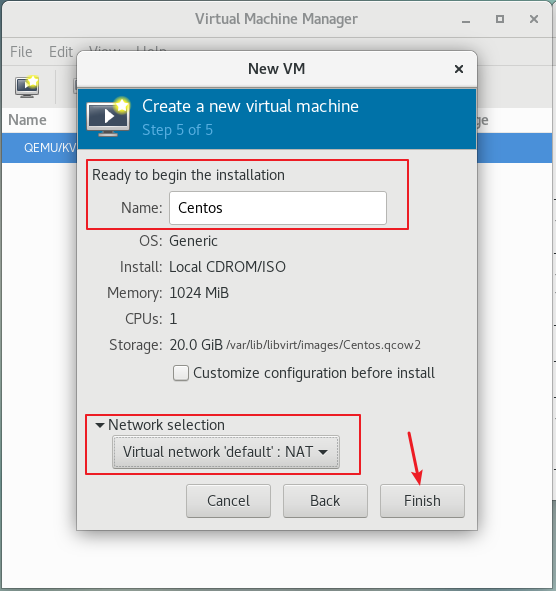 Virtual Machine Manager
File Edit View Help
New VM
Create a new virtual machine
Step 5 of 5
Name
QEMU/KV
Ready to begin the installation
Name: Centos
OS: Generic
Install: Local CDROM/ISO
Memory: 1024 MiB
CPUs: 1
Storage: 20.0 GiB /var/lib/libvirt/images/Centos.qcow2
Customize configuration before install
Network selection
Virtual network 'default' : NAT
Cancel Back Finish